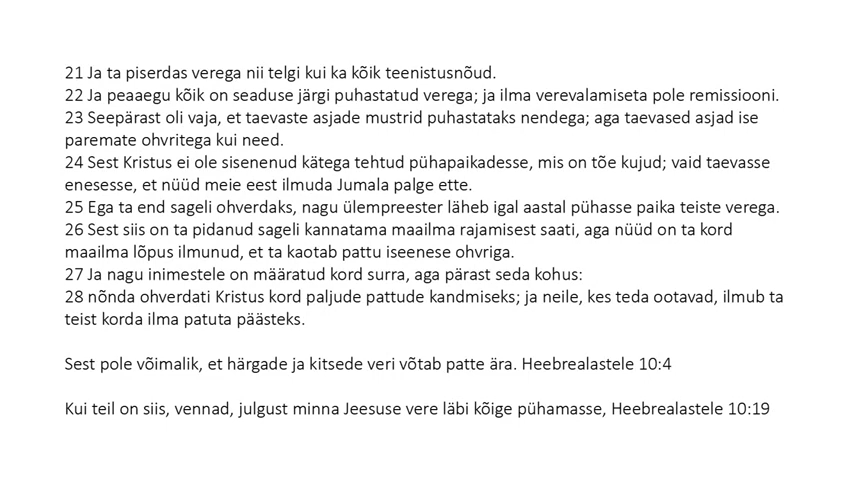 21 Ja ta piserdas verega nii telgi kui ka kõik teenistusnõud.
22 Ja peaaegu kõik on seaduse järgi puhastatud verega; ja ilma verevalamiseta pole remissiooni.
23 Seepärast oli vaja, et taevaste asjade mustrid puhastataks nendega; aga taevased asjad ise
paremate ohvritega kui need.
24 Sest Kristus ei ole sisenenud kätega tehtud pühapaikadesse, mis on tõe kujud; vaid taevasse
enesesse, et nüüd meie eest ilmuda Jumala palge ette.
25 Ega ta end sageli ohverdaks, nagu ülempreester läheb igal aastal pühasse paika teiste verega.
26 Sest siis on ta pidanud sageli kannatama maailma rajamisest saati, aga nüüd on ta kord
maailma lõpus ilmunud, et ta kaotab pattu iseenese ohvriga.
27 Ja nagu inimestele on määratud kord surra, aga pärast seda kohus:
28 nõnda ohverdati Kristus kord paljude pattude kandmiseks; ja neile, kes teda ootavad, ilmub ta
teist korda ilma patuta päästeks.
Sest pole võimalik, et härgade ja kitsede veri võtab patte ära. Heebrealastele 10:4
Kui teil on siis, vennad, julgust minna Jeesuse vere läbi kõige pühamasse, Heebrealastele 10:19